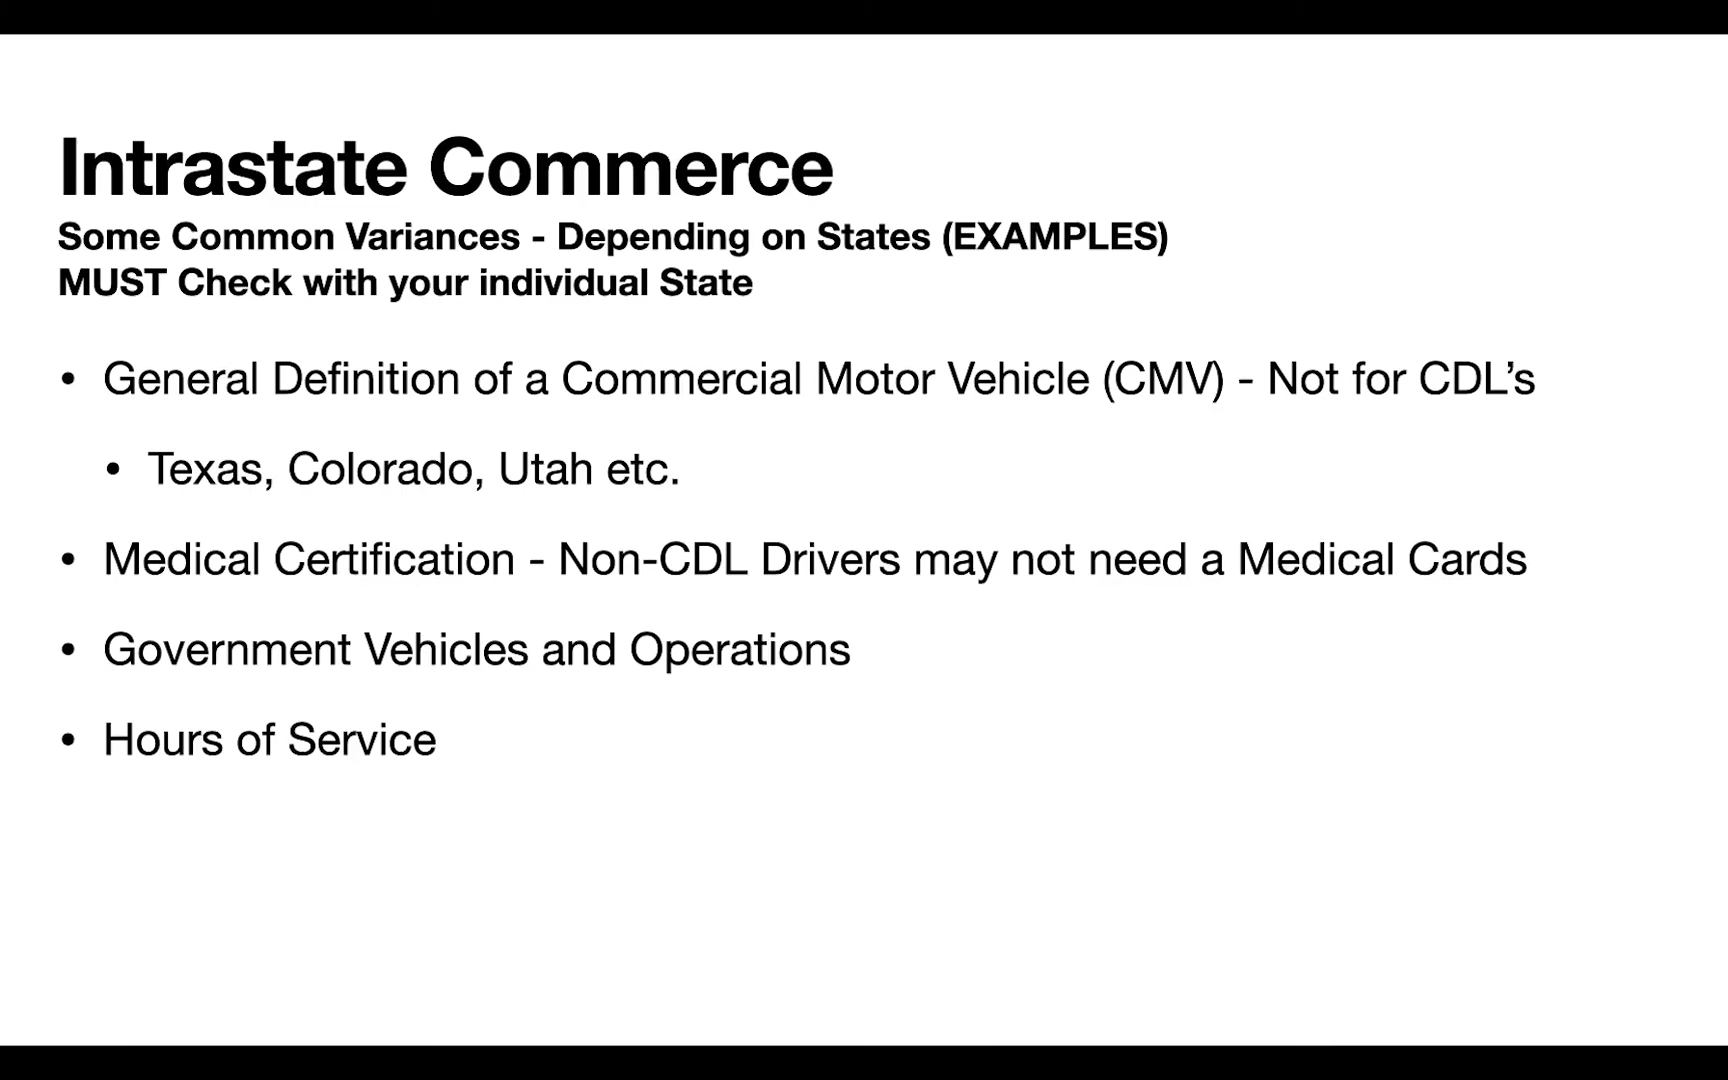 Intrastate Commerce
Some Common Variances - Depending on States (EXAMPLES)
MUST Check with your individual State
• General Definition of a Commercial Motor Vehicle (CMV) - Not for CDL’s
• Texas, Colorado, Utah etc.
• Medical Certification - Non-CDL Drivers may not need a Medical Cards
• Government Vehicles and Operations
• Hours of Service